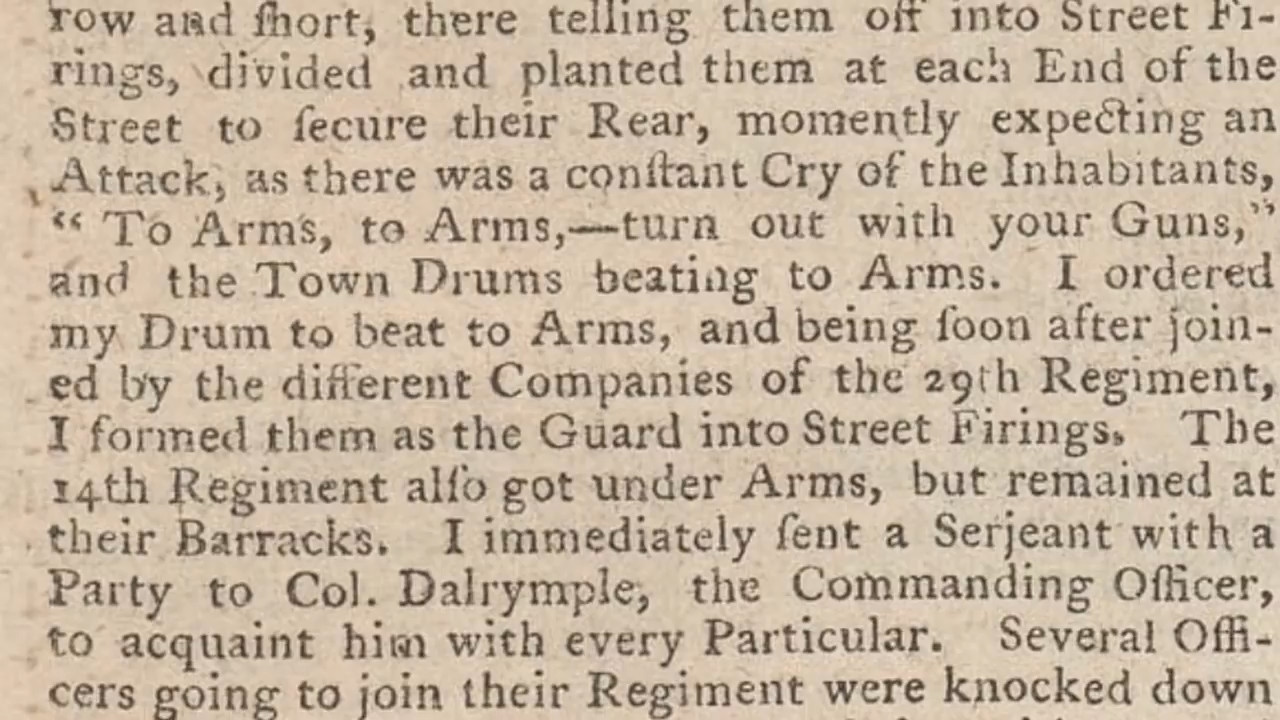 row and ſhort, there telling them off into Street Fi-
rings, divided and planted them at each End of the
Street to ſecure their Rear, momently expecting an
Attack, as there was a conſtant Cry of the Inhabitants,
“ To Arms, to Arms,—turn out with your Guns,”
and the Town Drums beating to Arms. I ordered
my Drum to beat to Arms, and being ſoon after join-
ed by the different Companies of the 29th Regiment,
I formed them as the Guard into Street Firings. The
14th Regiment alſo got under Arms, but remained at
their Barracks. I immediately ſent a Serjeant with a
Party to Col. Dalrymple, the Commanding Officer,
to acquaint him with every Particular. Several Offi-
cers going to join their Regiment were knocked down